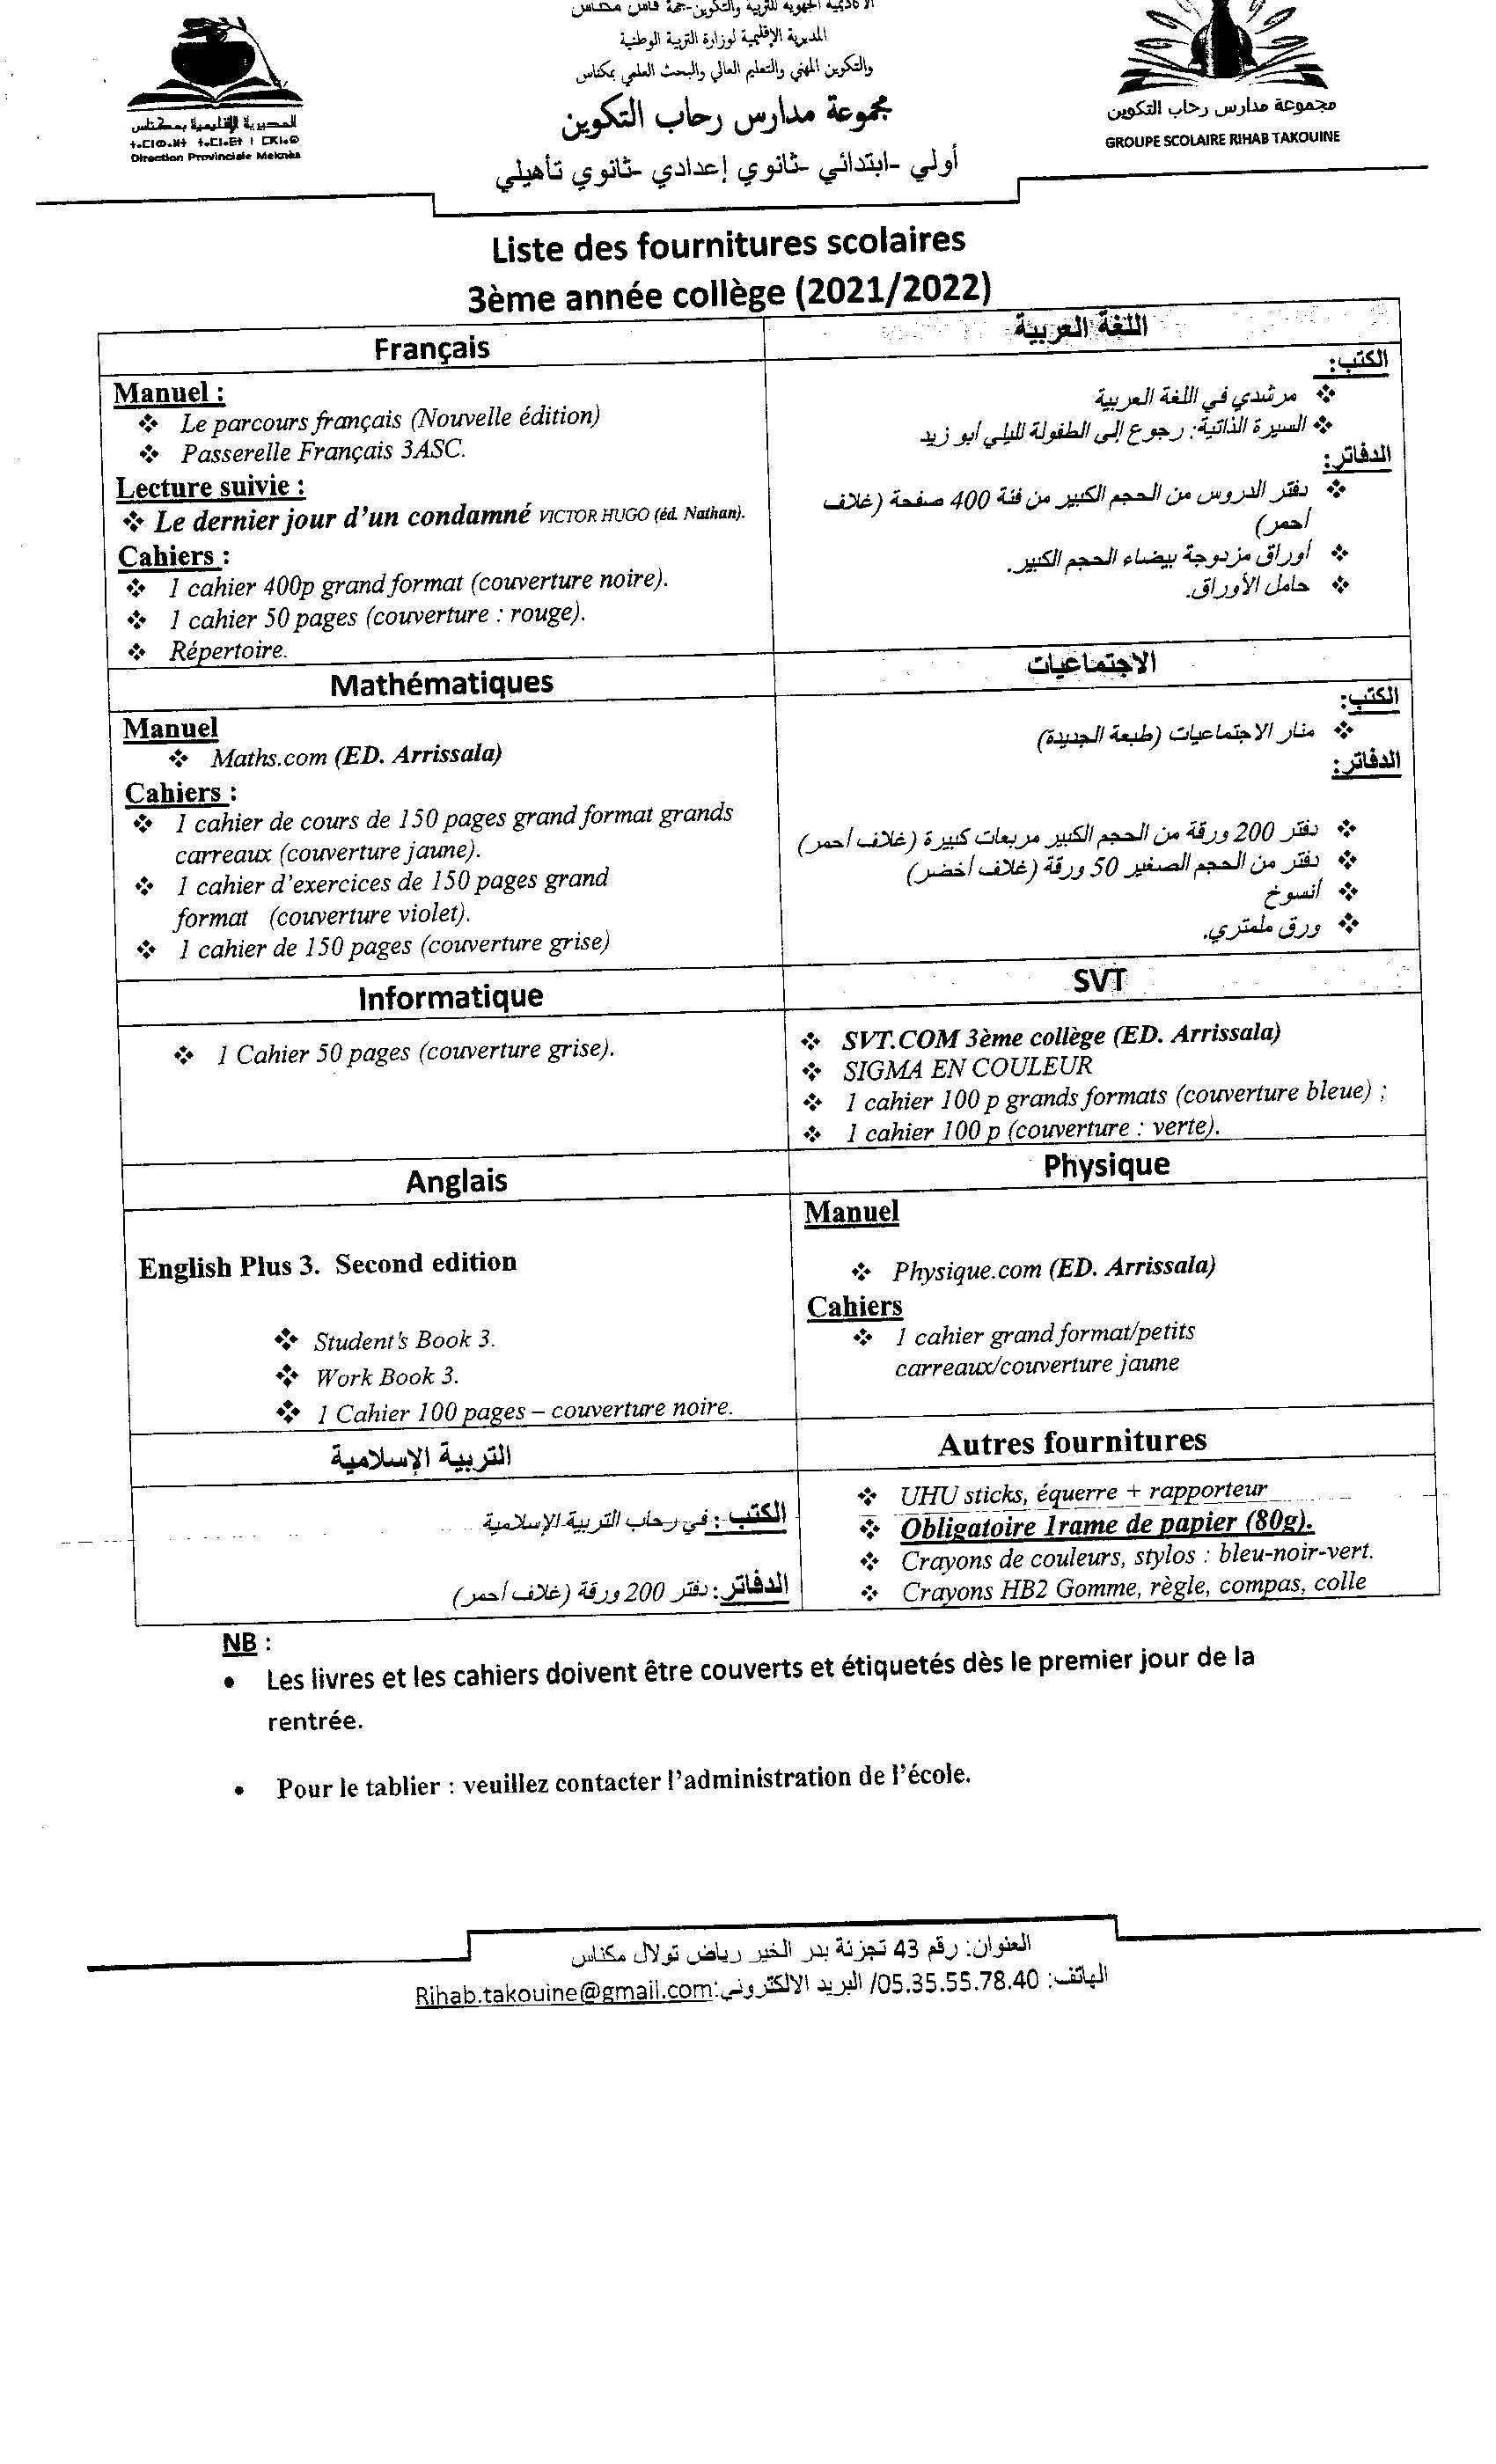 الأكاديمية الجهوية للتربية والتكوين-جهة فاس مكناس
المديرية الإقليمية لوزارة التربية الوطنية
والتكوين المهني والتعليم العالي والبحث العلمي بمكناس
مجموعة مدارس رحاب التكوين
أولي -ابتدائي -ثانوي إعدادي -ثانوي تأهيلي
المديرية الإقليمية بمكناس
Direction Provinciale Meknès
مجموعة مدارس رحاب التكوين
GROUPE SCOLAIRE RIHAB TAKOUINE
Liste des fournitures scolaires
3ème année collège (2021/2022)
Français
Manuel :
❖ Le parcours français (Nouvelle édition)
❖ Passerelle Français 3ASC.
Lecture suivie :
❖ Le dernier jour d’un condamné VICTOR HUGO (éd. Nathan).
Cahiers :
❖ 1 cahier 400p grand format (couverture noire).
❖ 1 cahier 50 pages (couverture : rouge).
❖ Répertoire.
اللغة العربية
الكتب:
❖ مرشدي في اللغة العربية
❖ السيرة الذاتية: رجوع إلى الطفولة لليلي أبو زيد
الدفاتر:
❖ دفتر الدروس من الحجم الكبير من فئة 400 صفحة (غلاف
أحمر)
❖ أوراق مزدوجة بيضاء الحجم الكبير.
❖ حامل الأوراق.
Mathématiques
Manuel
❖ Maths.com (ED. Arrissala)
Cahiers :
❖ 1 cahier de cours de 150 pages grand format grands
carreaux (couverture jaune).
❖ 1 cahier d’exercices de 150 pages grand
format (couverture violet).
❖ 1 cahier de 150 pages (couverture grise)
الاجتماعيات
الكتب:
❖ منار الاجتماعيات (طبعة الجديدة)
الدفاتر:
❖ دفتر 200 ورقة من الحجم الكبير مربعات كبيرة (غلاف أحمر)
❖ دفتر من الحجم الصغير 50 ورقة (غلاف أخضر)
❖ أنسوخ
❖ ورق ملمتري.
Informatique
❖ 1 Cahier 50 pages (couverture grise).
SVT
❖ SVT.COM 3ème collège (ED. Arrissala)
❖ SIGMA EN COULEUR
❖ 1 cahier 100 p grands formats (couverture bleue) ;
❖ 1 cahier 100 p (couverture : verte).
Anglais
English Plus 3. Second edition
❖ Student's Book 3.
❖ Work Book 3.
❖ 1 Cahier 100 pages – couverture noire.
Physique
Manuel
❖ Physique.com (ED. Arrissala)
Cahiers
❖ 1 cahier grand format/petits
carreaux/couverture jaune
التربية الإسلامية
الكتب: في رحاب التربية الإسلامية
الدفاتر: دفتر 200 ورقة (غلاف أحمر)
Autres fournitures
❖ UHU sticks, équerre + rapporteur
❖ Obligatoire 1rame de papier (80g).
❖ Crayons de couleurs, stylos : bleu-noir-vert.
❖ Crayons HB2 Gomme, règle, compas, colle
NB :
• Les livres et les cahiers doivent être couverts et étiquetés dès le premier jour de la
rentrée.
• Pour le tablier : veuillez contacter l’administration de l’école.
العنوان: رقم 43 تجزئة بدر الخير رياض تولال مكناس
الهاتف: 05.35.55.78.40/ البريد الالكتروني:Rihab.takouine@gmail.com